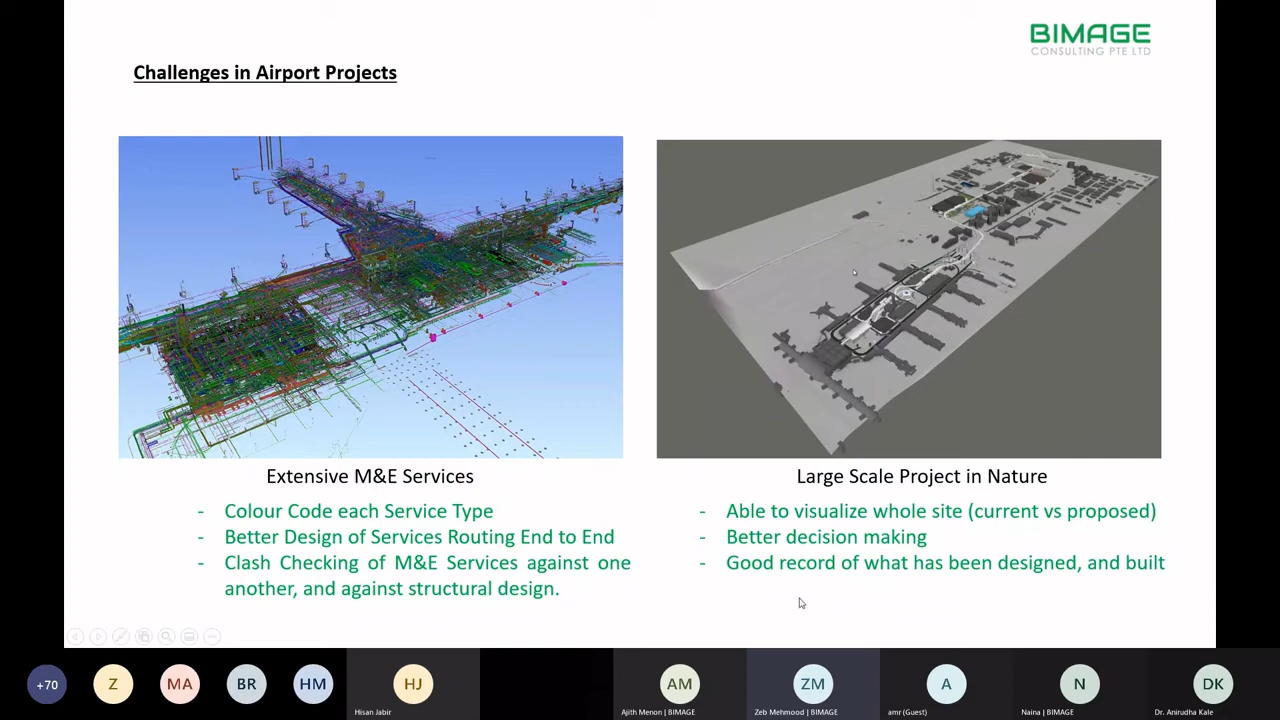 BIMAGE
CONSULTING PTE LTD
Challenges in Airport Projects
Extensive M&E Services
- Colour Code each Service Type
- Better Design of Services Routing End to End
- Clash Checking of M&E Services against one
another, and against structural design.
Large Scale Project in Nature
- Able to visualize whole site (current vs proposed)
- Better decision making
- Good record of what has been designed, and built
+70
Z
MA
BR
HM
HJ
Hisan Jabir
AM
Ajith Menon | BIMAGE
ZM
Zeb Mehmood | BIMAGE
A
amr (Guest)
N
Naina | BIMAGE
DK
Dr. Anirudha Kale